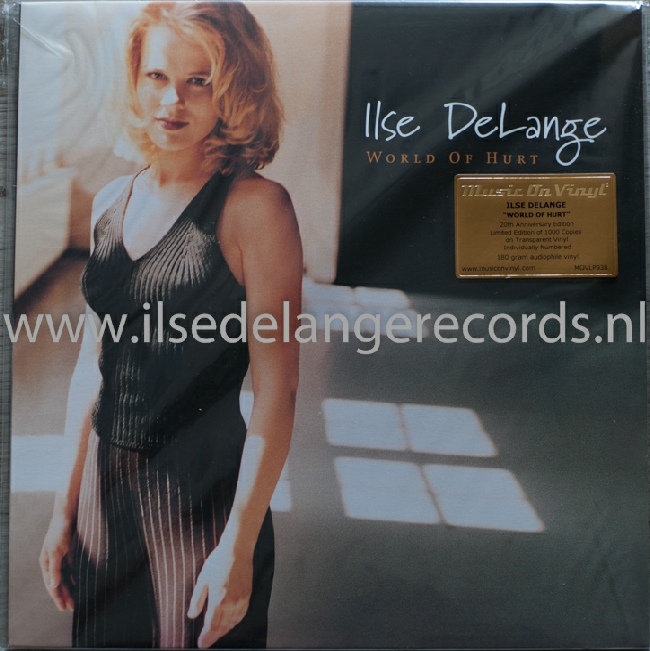 Ilse DeLange
WORLD OF HURT
Music On Vinyl
ILSE DELANGE
"WORLD OF HURT"
20th Anniversary Edition
Limited Edition of 1000 Copies
on Transparent Vinyl
Individually Numbered
180 gram audiophile vinyl
www.musiconvinyl.com
www.ilsedelangerecords.nl